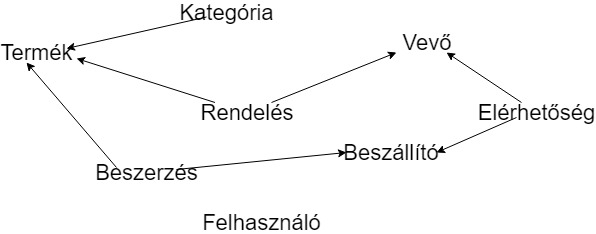 Kategória
Termék
Vevő
Rendelés
Elérhetőség
Beszállító
Beszerzés
Felhasználó